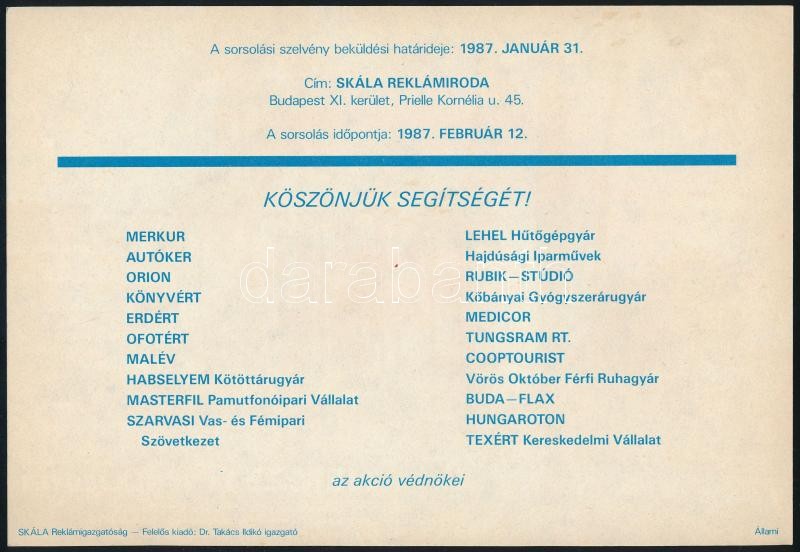 A sorsolási szelvény beküldési határideje: 1987. JANUÁR 31.
Cím: SKÁLA REKLÁMIRODA
Budapest XI. kerület, Prielle Kornélia u. 45.
A sorsolás időpontja: 1987. FEBRUÁR 12.
KÖSZÖNJÜK SEGÍTSÉGÉT!
MERKUR
AUTÓKER
ORION
KÖNYVÉRT
ERDÉRT
OFOTÉRT
MALÉV
HABSELYEM Kötöttárugyár
MASTERFIL Pamutfonóipari Vállalat
SZARVASI Vas- és Fémipari
Szövetkezet
LEHEL Hűtőgépgyár
Hajdúsági Iparművek
RUBIK—STÚDIÓ
Kőbányai Gyógyszerárugyár
MEDICOR
TUNGSRAM RT.
COOPTOURIST
Vörös Október Férfi Ruhagyár
BUDA—FLAX
HUNGAROTON
TEXÉRT Kereskedelmi Vállalat
az akció védnökei
SKÁLA Reklámigazgatóság — Felelős kiadó: Dr. Takács Ildikó igazgató
Állami